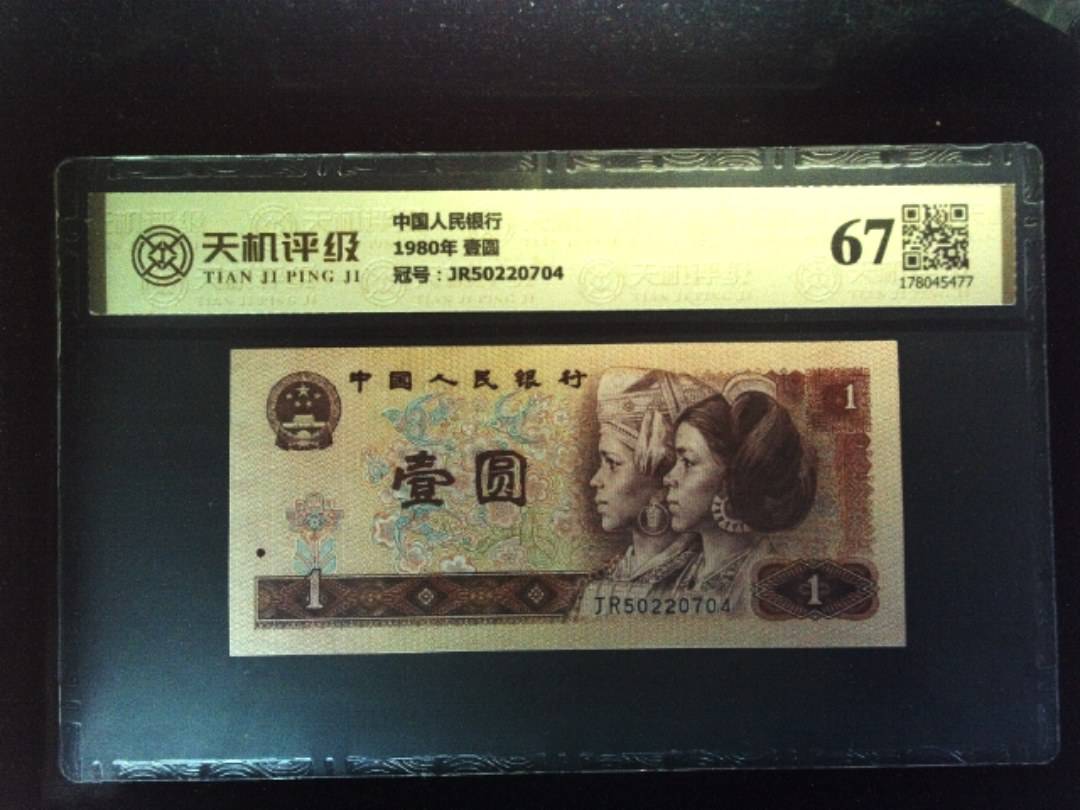 天机评级
TIAN JI PING JI
中国人民银行
1980年 壹圆
冠号：JR50220704
67
178045477
中国人民银行
1
壹圆
1
JR50220704
1